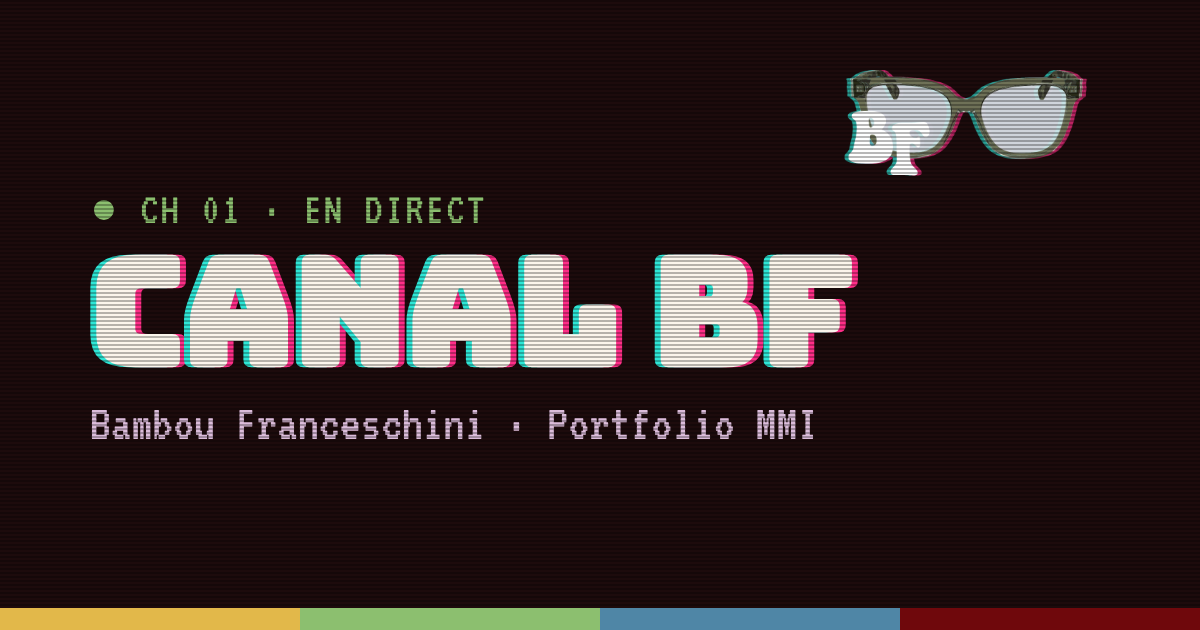 BF
● CH 01 · EN DIRECT
CANAL BF
Bambou Franceschini · Portfolio MMI